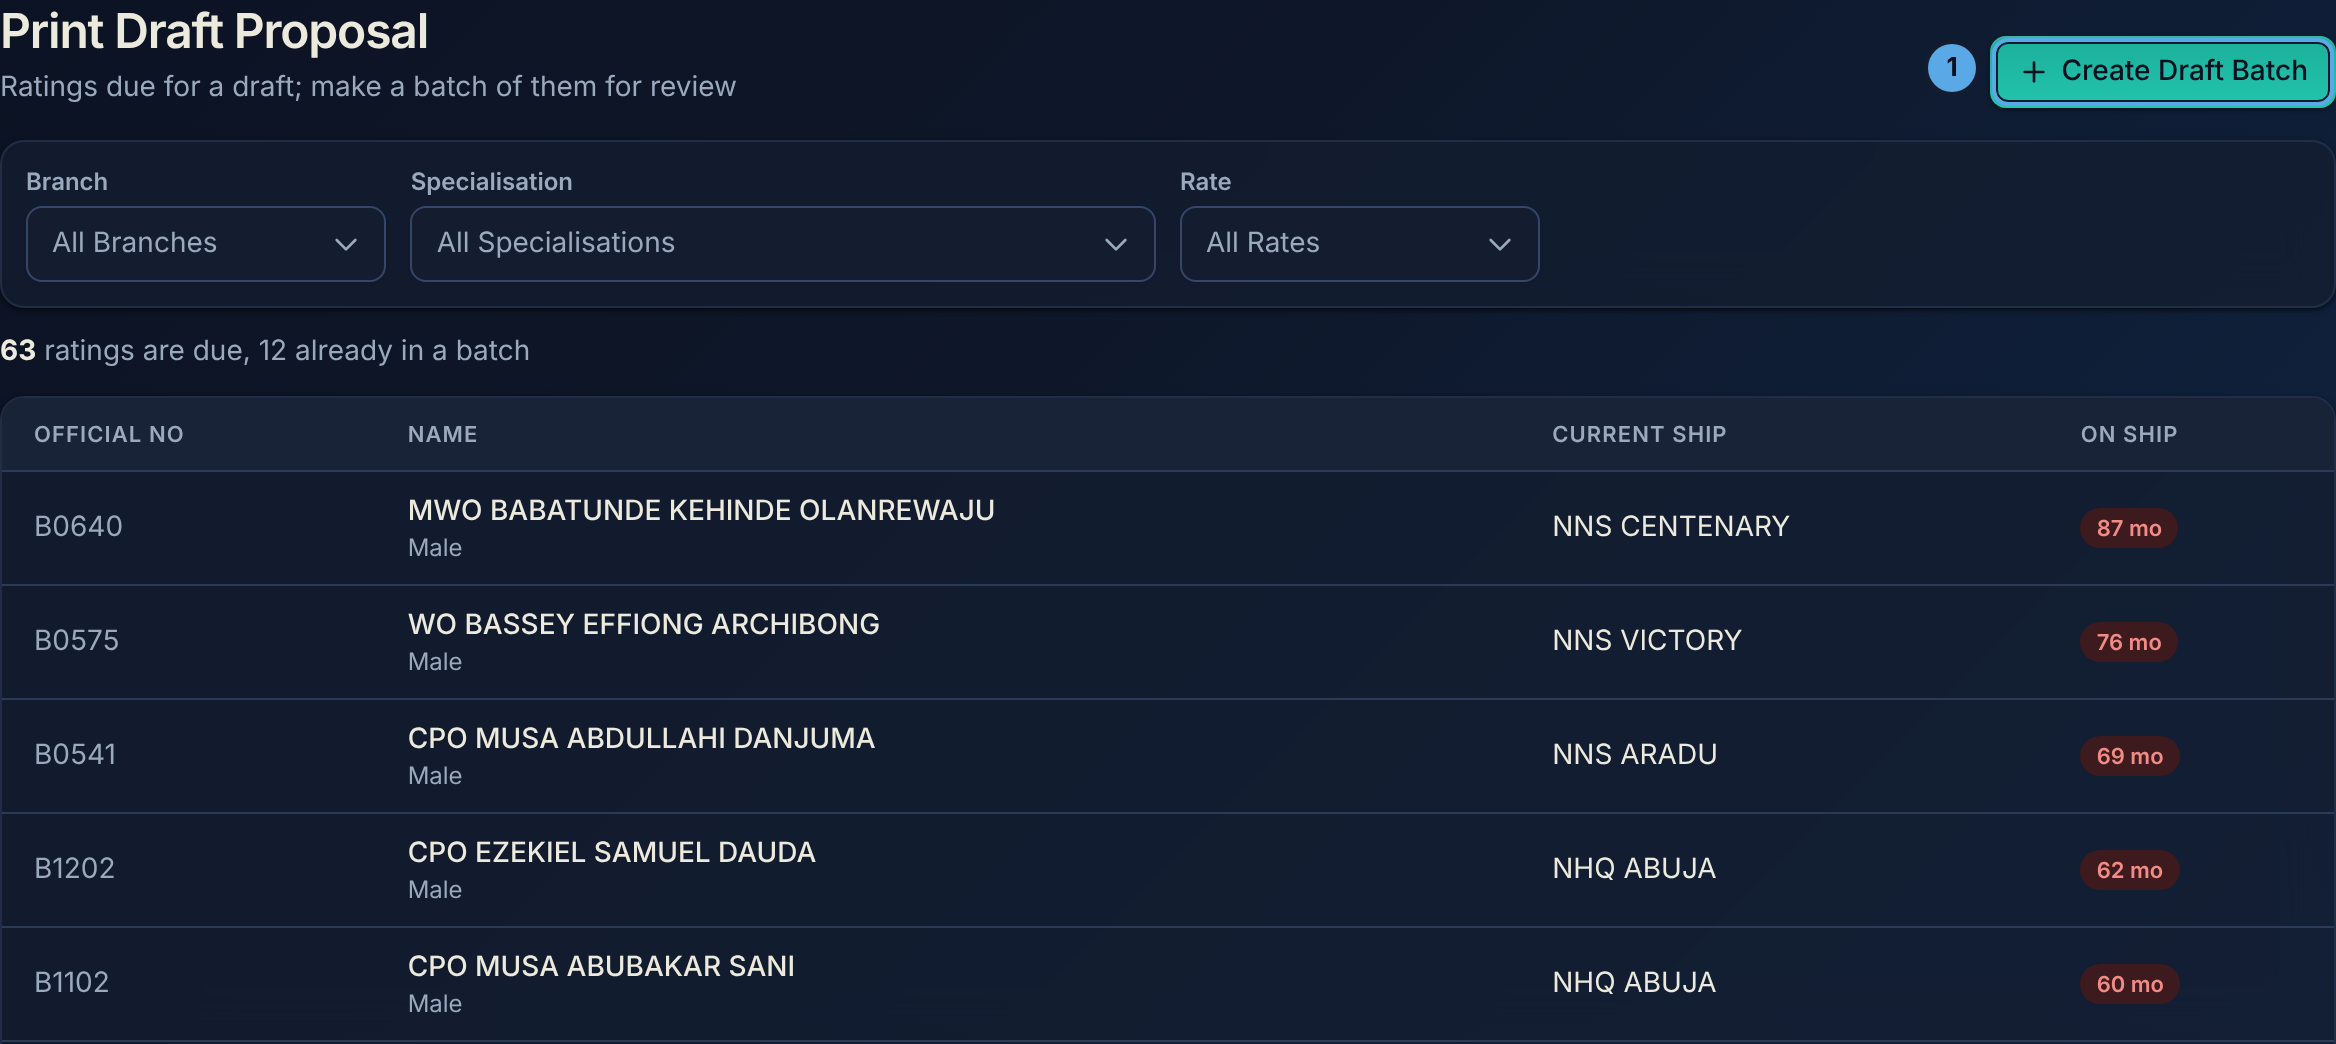 Print Draft Proposal
Ratings due for a draft; make a batch of them for review
1
+ Create Draft Batch
Branch
Specialisation
Rate
All Branches
All Specialisations
All Rates
63 ratings are due, 12 already in a batch
OFFICIAL NO NAME CURRENT SHIP ON SHIP
B0640 MWO BABATUNDE KEHINDE OLANREWAJU NNS CENTENARY 87 mo
Male
B0575 WO BASSEY EFFIONG ARCHIBONG NNS VICTORY 76 mo
Male
B0541 CPO MUSA ABDULLAHI DANJUMA NNS ARADU 69 mo
Male
B1202 CPO EZEKIEL SAMUEL DAUDA NHQ ABUJA 62 mo
Male
B1102 CPO MUSA ABUBAKAR SANI NHQ ABUJA 60 mo
Male